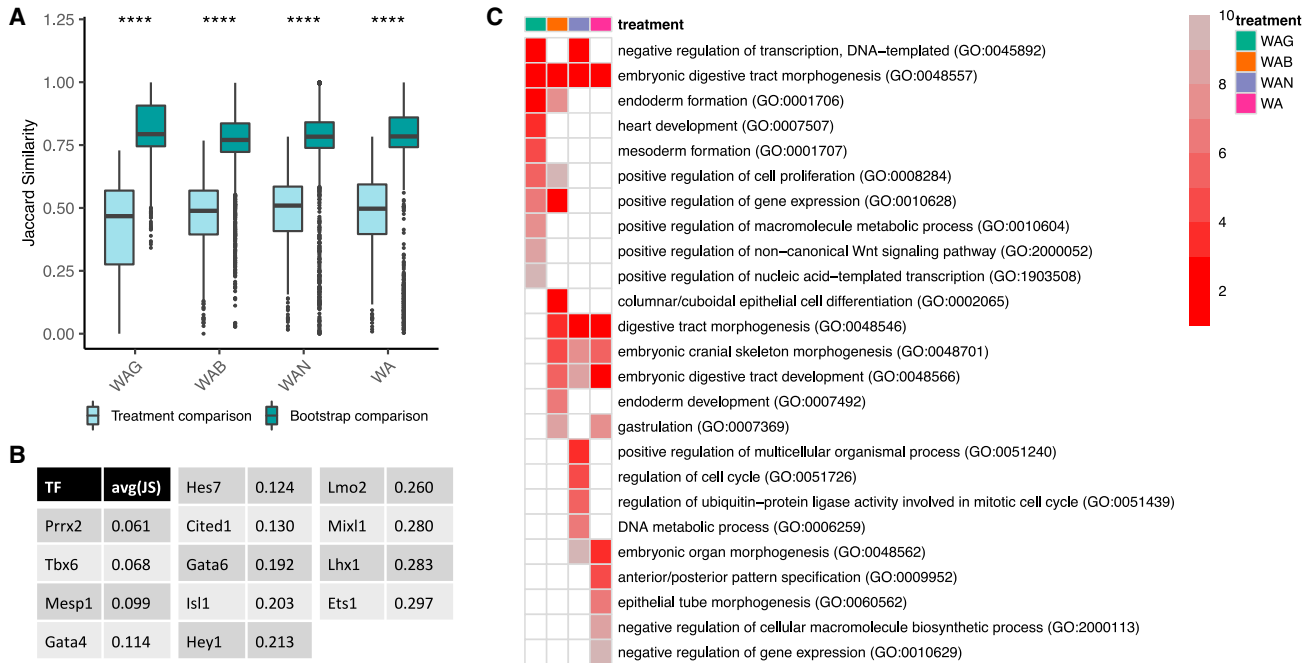 A
1.25
1.00
0.75
0.50
0.25
0.00
Jaccard Similarity
**** **** **** ****
WAG WAB WAN WA
Treatment comparison Bootstrap comparison
B
TF avg(JS)
Prrx2 0.061
Tbx6 0.068
Mesp1 0.099
Gata4 0.114
Hes7 0.124
Cited1 0.130
Gata6 0.192
Isl1 0.203
Hey1 0.213
Lmo2 0.260
Mixl1 0.280
Lhx1 0.283
Ets1 0.297
C
treatment
negative regulation of transcription, DNA−templated (GO:0045892)
embryonic digestive tract morphogenesis (GO:0048557)
endoderm formation (GO:0001706)
heart development (GO:0007507)
mesoderm formation (GO:0001707)
positive regulation of cell proliferation (GO:0008284)
positive regulation of gene expression (GO:0010628)
positive regulation of macromolecule metabolic process (GO:0010604)
positive regulation of non−canonical Wnt signaling pathway (GO:2000052)
positive regulation of nucleic acid−templated transcription (GO:1903508)
columnar/cuboidal epithelial cell differentiation (GO:0002065)
digestive tract morphogenesis (GO:0048546)
embryonic cranial skeleton morphogenesis (GO:0048701)
embryonic digestive tract development (GO:0048566)
endoderm development (GO:0007492)
gastrulation (GO:0007369)
positive regulation of multicellular organismal process (GO:0051240)
regulation of cell cycle (GO:0051726)
regulation of ubiquitin−protein ligase activity involved in mitotic cell cycle (GO:0051439)
DNA metabolic process (GO:0006259)
embryonic organ morphogenesis (GO:0048562)
anterior/posterior pattern specification (GO:0009952)
epithelial tube morphogenesis (GO:0060562)
negative regulation of cellular macromolecule biosynthetic process (GO:2000113)
negative regulation of gene expression (GO:0010629)
10
8
6
4
2
treatment
WAG
WAB
WAN
WA